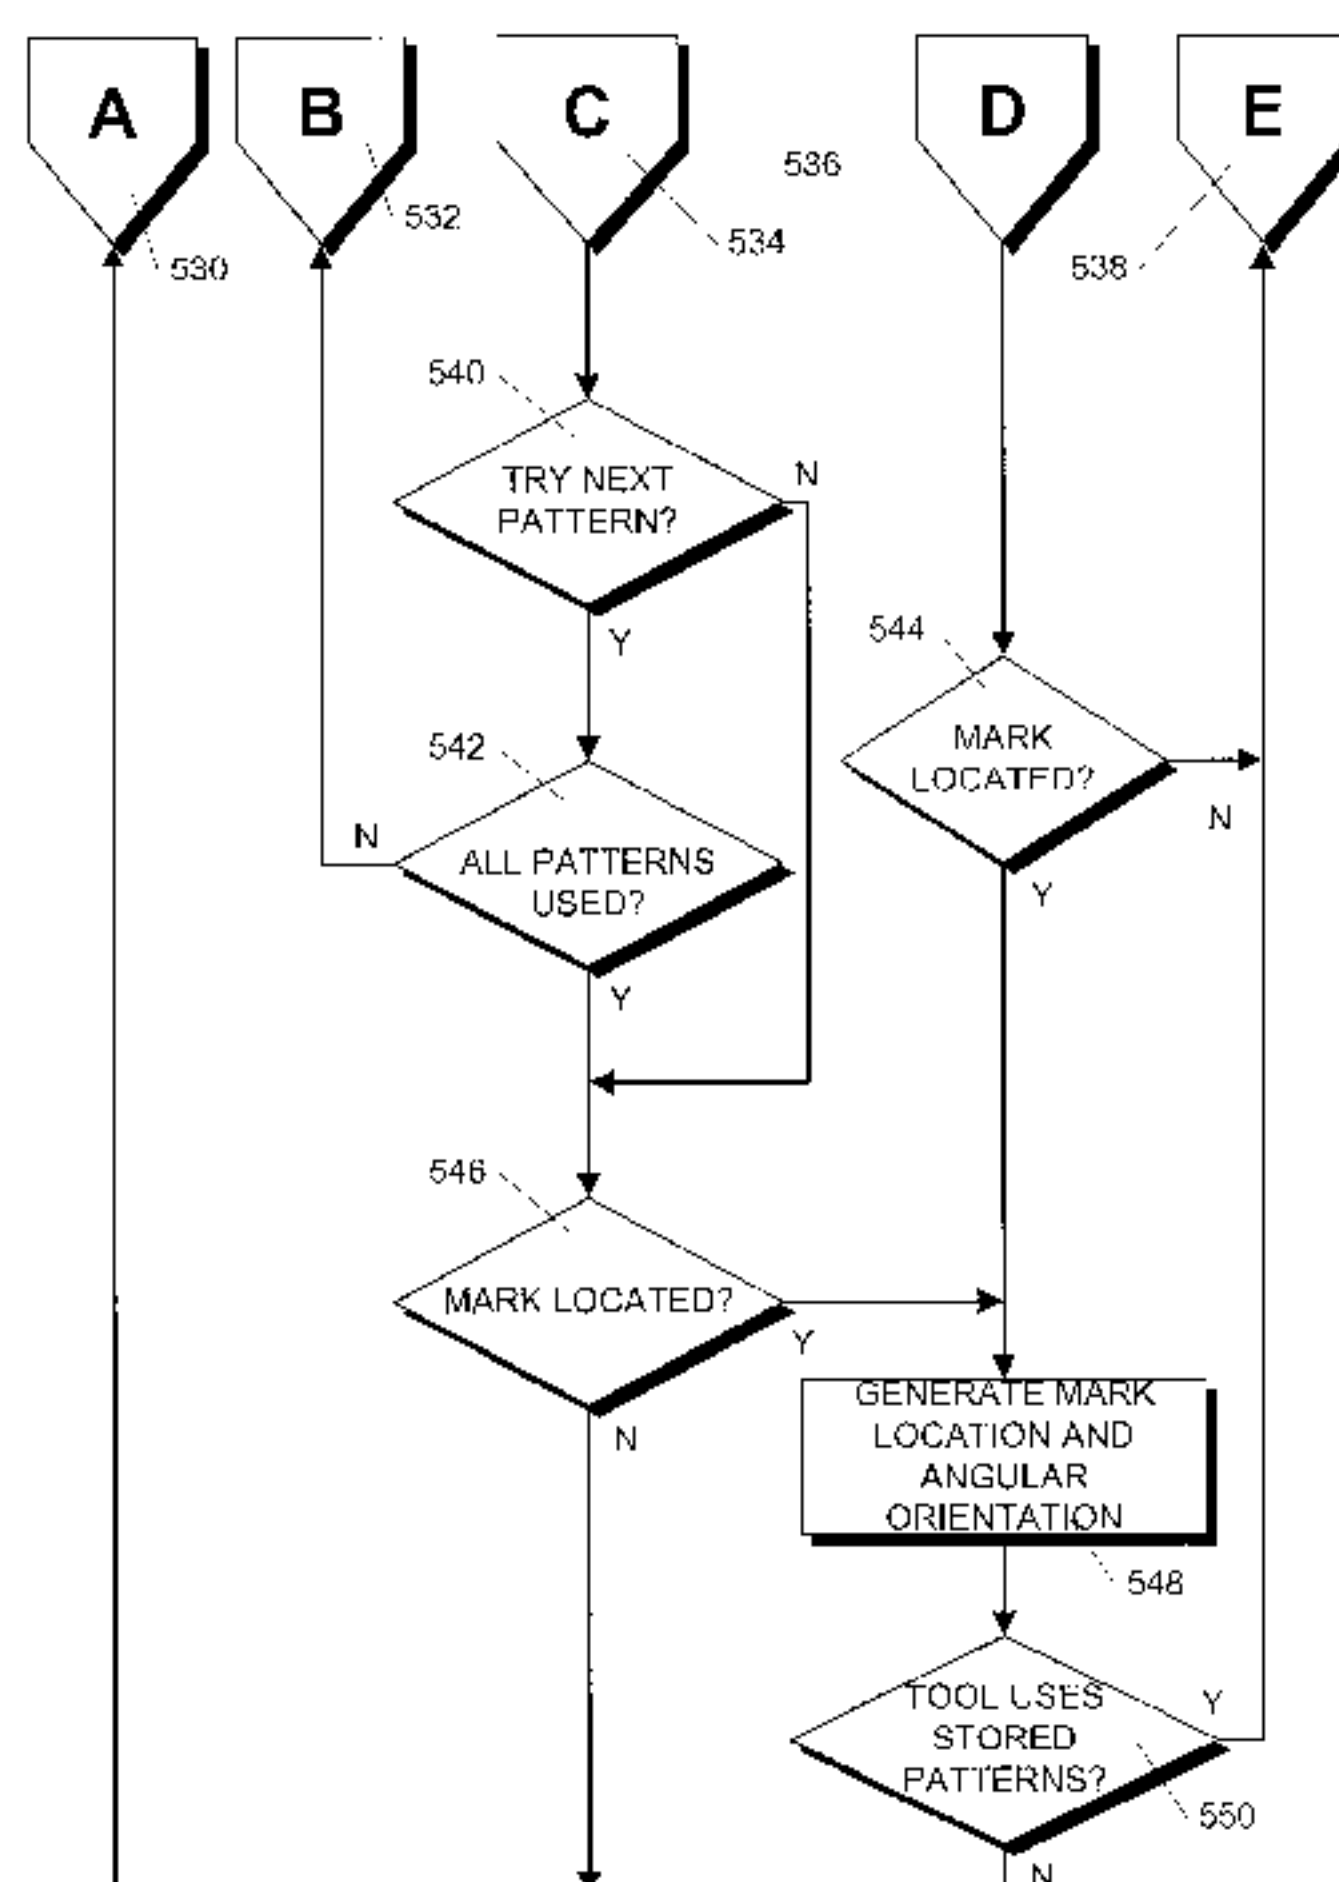 A
B
C
D
E
536
532
534
530
538
540
TRY NEXT
PATTERN?
N
Y
544
MARK
LOCATED?
N
Y
542
ALL PATTERNS
USED?
N
Y
546
MARK LOCATED?
Y
N
GENERATE MARK
LOCATION AND
ANGULAR
ORIENTATION
548
TOOL USES
STORED
PATTERNS?
Y
550
N